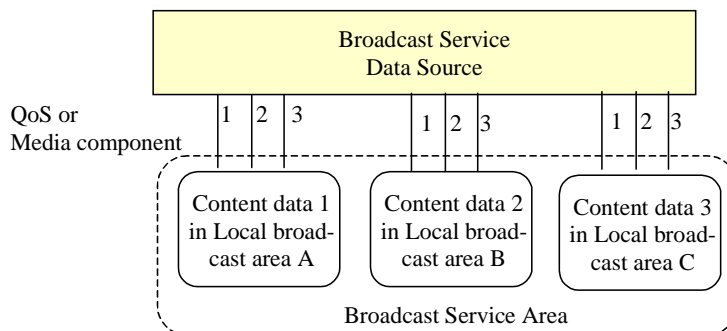 Broadcast Service
Data Source
QoS or
Media component
1 2 3
1 2 3
1 2 3
Content data 1
in Local broad-
cast area A
Content data 2
in Local broad-
cast area B
Content data 3
in Local broad-
cast area C
Broadcast Service Area